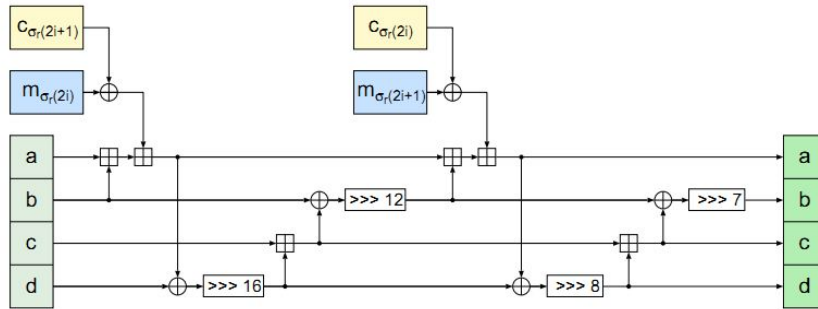 cσr(2i+1) cσr(2i)
mσr(2i) mσr(2i+1)
a a
b >>> 12 >>> 7 b
c c
d >>> 16 >>> 8 d